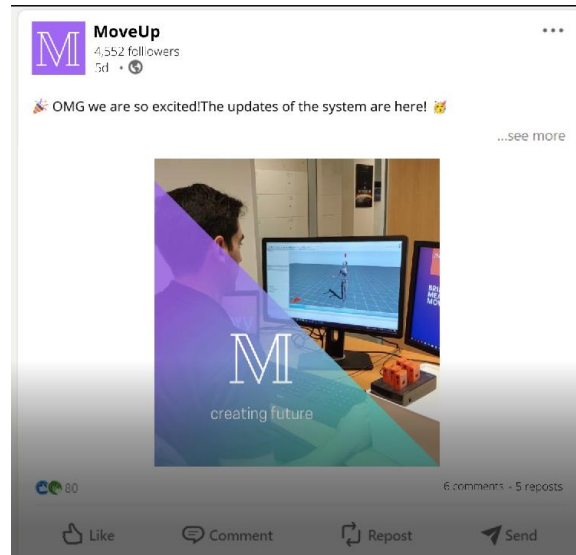 M
MoveUp
4,552 folllowers
5d
OMG we are so excited!The updates of the system are here!
...see more
M
creating future
80
6 comments - 5 reposts
Like
Comment
Repost
Send